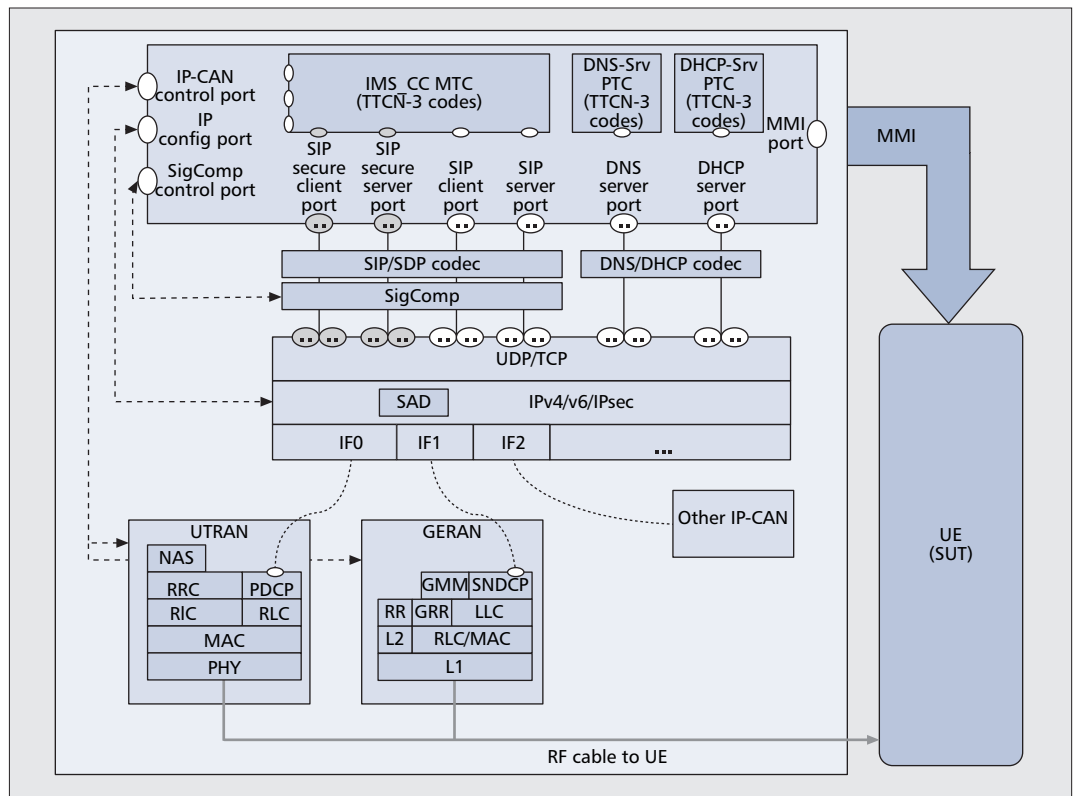 IP-CAN
control port
IP
config port
SigComp
control port
IMS_CC MTC
(TTCN-3 codes)
DNS-Srv
PTC
(TTCN-3
codes)
DHCP-Srv
PTC
(TTCN-3
codes)
MMI
port
MMI
SIP
secure
client
port
SIP
secure
server
port
SIP
client
port
SIP
server
port
DNS
server
port
DHCP
server
port
SIP/SDP codec
DNS/DHCP codec
SigComp
UDP/TCP
SAD
IPv4/v6/IPsec
IF0
IF1
IF2
...
Other IP-CAN
UE
(SUT)
UTRAN
NAS
RRC
PDCP
RIC
RLC
MAC
PHY
GERAN
GMM
SNDCP
RR
GRR
LLC
L2
RLC/MAC
L1
RF cable to UE